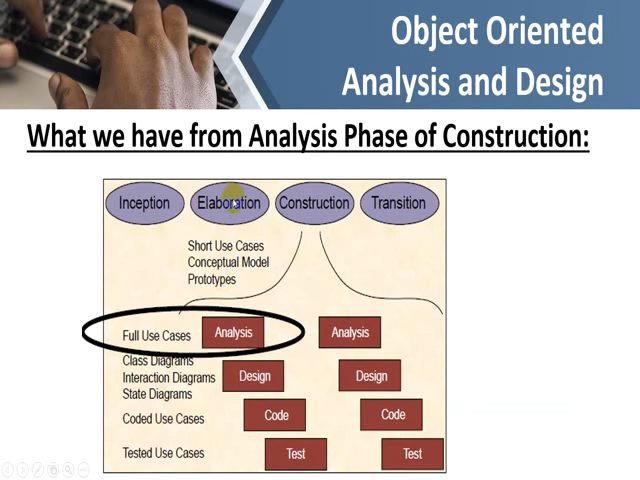 Object Oriented
Analysis and Design
What we have from Analysis Phase of Construction:
Inception Elaboration Construction Transition
Short Use Cases
Conceptual Model
Prototypes
Full Use Cases Analysis Analysis
Class Diagrams
Interaction Diagrams Design Design
State Diagrams
Coded Use Cases Code Code
Tested Use Cases Test Test